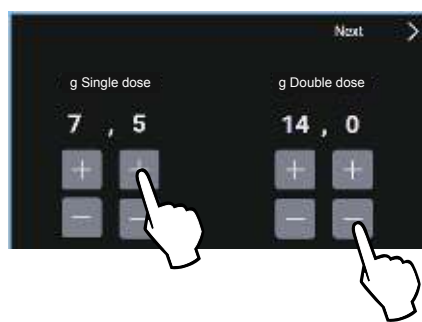 Next >
g Single dose g Double dose
7 , 5 14 , 0
+ + + +
− − − −